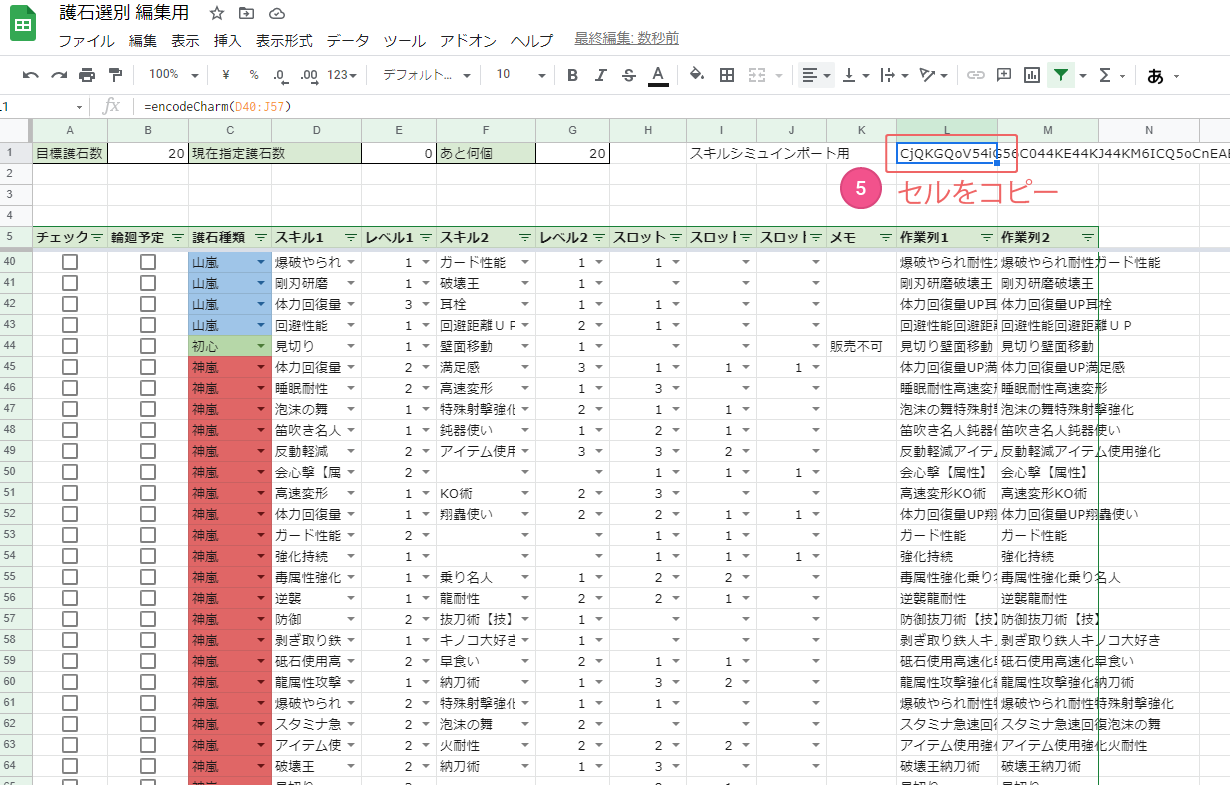 護石選別 編集用
ファイル 編集 表示 挿入 表示形式 データ ツール アドオン ヘルプ 最終編集: 数秒前
100% ¥ % .0 .00 123 デフォルト... 10 B I S A Σ あ
fx =encodeCharm(D40:J57)
A B C D E F G H I J K L M N
1 目標護石数 20 現在指定護石数 0 あと何個 20 スキルシミュインポート用 CjQKGQoV54iG56C044KE44KJ44KM6ICQ5oCnEAE
2
3
5 セルをコピー
4
5 チェック 輪廻予定 護石種類 スキル1 レベル1 スキル2 レベル2 スロット スロット スロット メモ 作業列1 作業列2
40 山嵐 爆破やられ 1 ガード性能 1 1 爆破やられ耐性 爆破やられ耐性ガード性能
41 山嵐 剛刃研磨 1 破壊王 1 剛刃研磨破壊王 剛刃研磨破壊王
42 山嵐 体力回復量 3 耳栓 1 1 体力回復量UP耳 体力回復量UP耳栓
43 山嵐 回避性能 1 回避距離UP 2 1 回避性能回避距 回避性能回避距離UP
44 初心 見切り 1 壁面移動 1 販売不可 見切り壁面移動 見切り壁面移動
45 神嵐 体力回復量 2 満足感 3 1 1 1 体力回復量UP満 体力回復量UP満足感
46 神嵐 睡眠耐性 2 高速変形 1 3 睡眠耐性高速変 睡眠耐性高速変形
47 神嵐 泡沫の舞 1 特殊射撃強化 2 1 1 泡沫の舞特殊射 泡沫の舞特殊射撃強化
48 神嵐 笛吹き名人 1 鈍器使い 1 2 1 笛吹き名人鈍器 笛吹き名人鈍器使い
49 神嵐 反動軽減 2 アイテム使用 3 3 2 反動軽減アイテ 反動軽減アイテム使用強化
50 神嵐 会心撃【属 2 1 1 1 会心撃【属性】 会心撃【属性】
51 神嵐 高速変形 1 KO術 2 3 高速変形KO術 高速変形KO術
52 神嵐 体力回復量 1 翔蟲使い 2 2 1 1 体力回復量UP翔 体力回復量UP翔蟲使い
53 神嵐 ガード性能 2 1 1 ガード性能 ガード性能
54 神嵐 強化持続 1 1 1 1 強化持続 強化持続
55 神嵐 毒属性強化 1 乗り名人 1 2 2 毒属性強化乗り 毒属性強化乗り名人
56 神嵐 逆襲 1 龍耐性 2 2 1 逆襲龍耐性 逆襲龍耐性
57 神嵐 防御 2 抜刀術【技】 1 防御抜刀術【技】 防御抜刀術【技】
58 神嵐 剥ぎ取り鉄 1 キノコ大好き 1 剥ぎ取り鉄人キ 剥ぎ取り鉄人キノコ大好き
59 神嵐 砥石使用高 2 早食い 2 1 1 砥石使用高速化 砥石使用高速化早食い
60 神嵐 龍属性攻撃 1 納刀術 1 3 2 龍属性攻撃強化 龍属性攻撃強化納刀術
61 神嵐 爆破やられ 2 特殊射撃強化 1 1 爆破やられ耐性 爆破やられ耐性特殊射撃強化
62 神嵐 スタミナ急 2 泡沫の舞 2 スタミナ急速回 スタミナ急速回復泡沫の舞
63 神嵐 アイテム使 2 火耐性 2 2 2 アイテム使用強 アイテム使用強化火耐性
64 神嵐 破壊王 2 納刀術 1 3 破壊王納刀術 破壊王納刀術